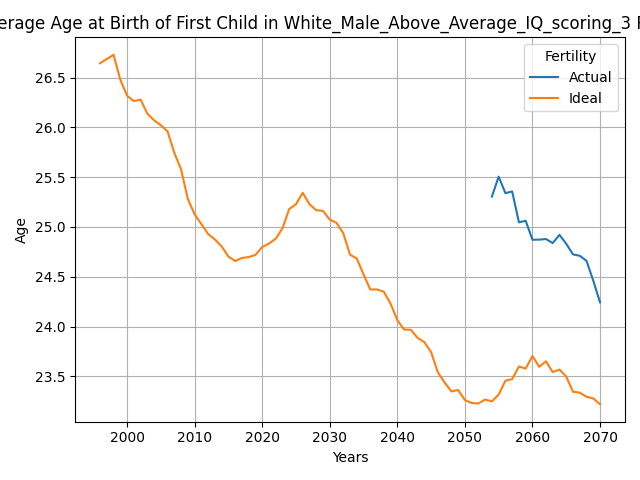 erage Age at Birth of First Child in White_Male_Above_Average_IQ_scoring_3
Fertility
Actual
Ideal
26.5
26.0
25.5
25.0
24.5
24.0
23.5
Age
2000 2010 2020 2030 2040 2050 2060 2070
Years